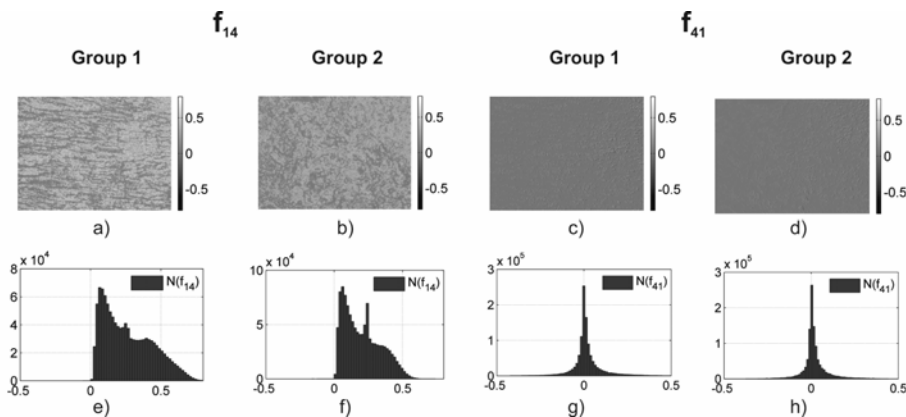 f14 f41
Group 1 Group 2 Group 1 Group 2
0.5 0.5 0.5 0.5
0 0 0 0
-0.5 -0.5 -0.5 -0.5
a) b) c) d)
8 x 10^4
6
4
2
0
-0.5 0 0.5
N(f14)
e)
10 x 10^4
5
0
-0.5 0 0.5
N(f14)
f)
3 x 10^5
2
1
0
-0.5 0 0.5
N(f41)
g)
3 x 10^5
2
1
0
-0.5 0 0.5
N(f41)
h)